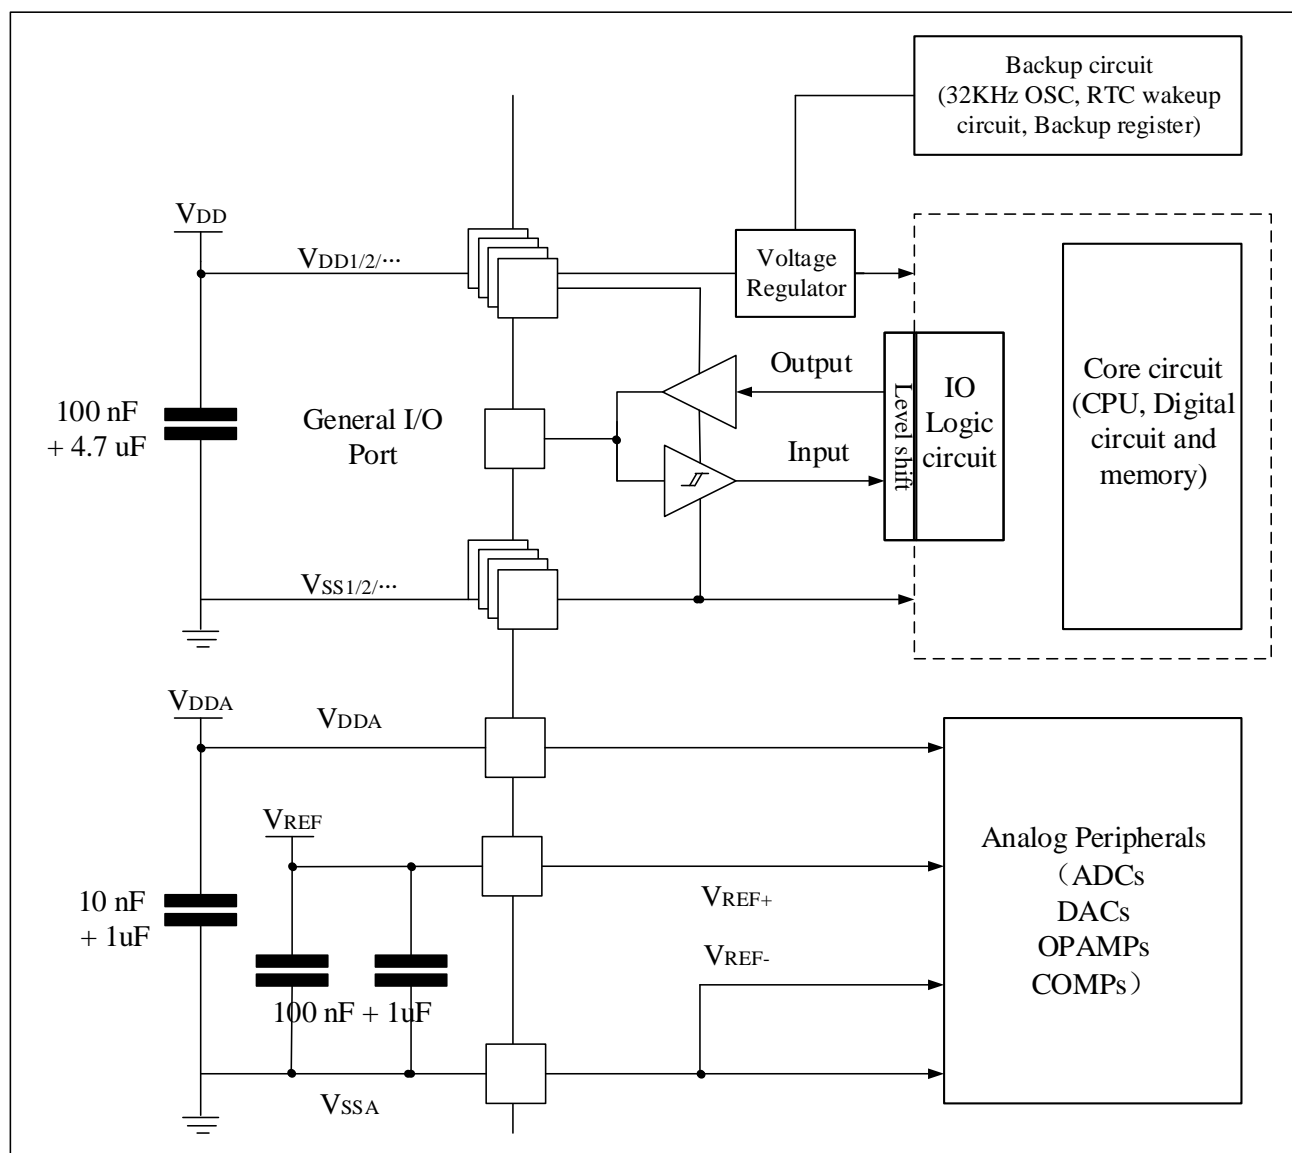 Backup circuit
(32KHz OSC, RTC wakeup
circuit, Backup register)
VDD
VDD1/2/···
Voltage
Regulator
100 nF
+ 4.7 uF
General I/O
Port
Output
Input
Level shift
IO
Logic
circuit
Core circuit
(CPU, Digital
circuit and
memory)
VSS1/2/···
VDDA
VDDA
VREF
10 nF
+ 1uF
100 nF + 1uF
VREF+
VREF-
VSSA
Analog Peripherals
（ADCs
DACs
OPAMPs
COMPs）